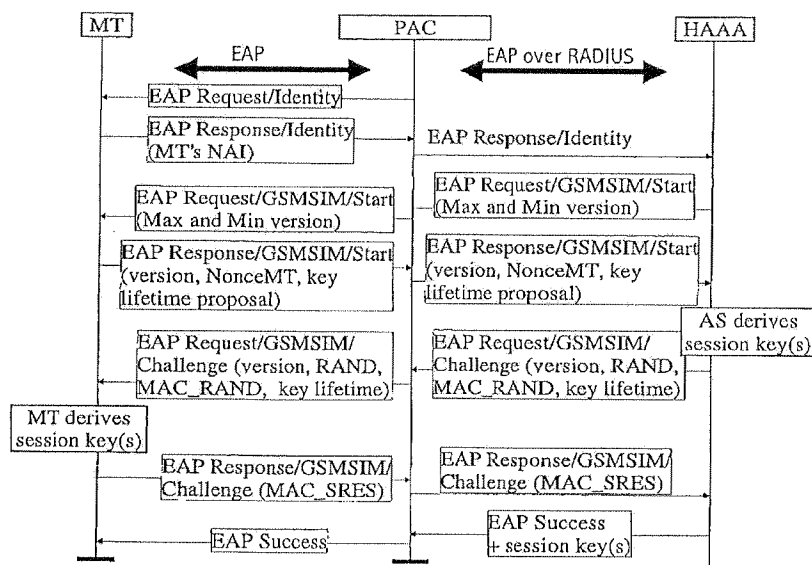 MT
PAC
HAAA
EAP
EAP over RADIUS
EAP Request/Identity
EAP Response/Identity
(MT's NAI)
EAP Response/Identity
EAP Request/GSMSIM/Start
(Max and Min version)
EAP Request/GSMSIM/Start
(Max and Min version)
EAP Response/GSMSIM/Start
(version, NonceMT, key
lifetime proposal)
EAP Response/GSMSIM/Start
(version, NonceMT, key
lifetime proposal)
AS derives
session key(s)
EAP Request/GSMSIM/
Challenge (version, RAND,
MAC_RAND, key lifetime)
EAP Request/GSMSIM/
Challenge (version, RAND,
MAC_RAND, key lifetime)
MT derives
session key(s)
EAP Response/GSMSIM/
Challenge (MAC_SRES)
EAP Response/GSMSIM/
Challenge (MAC_SRES)
EAP Success
+ session key(s)
EAP Success